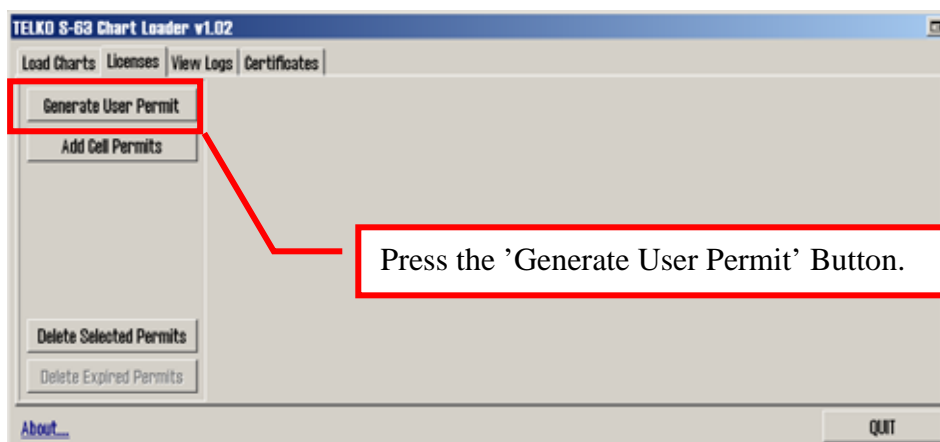 TELKO S-63 Chart Loader v1.02
Load Charts Licenses View Logs Certificates
Generate User Permit
Add Cell Permits
Press the ’Generate User Permit’ Button.
Delete Selected Permits
Delete Expired Permits
About...
QUIT